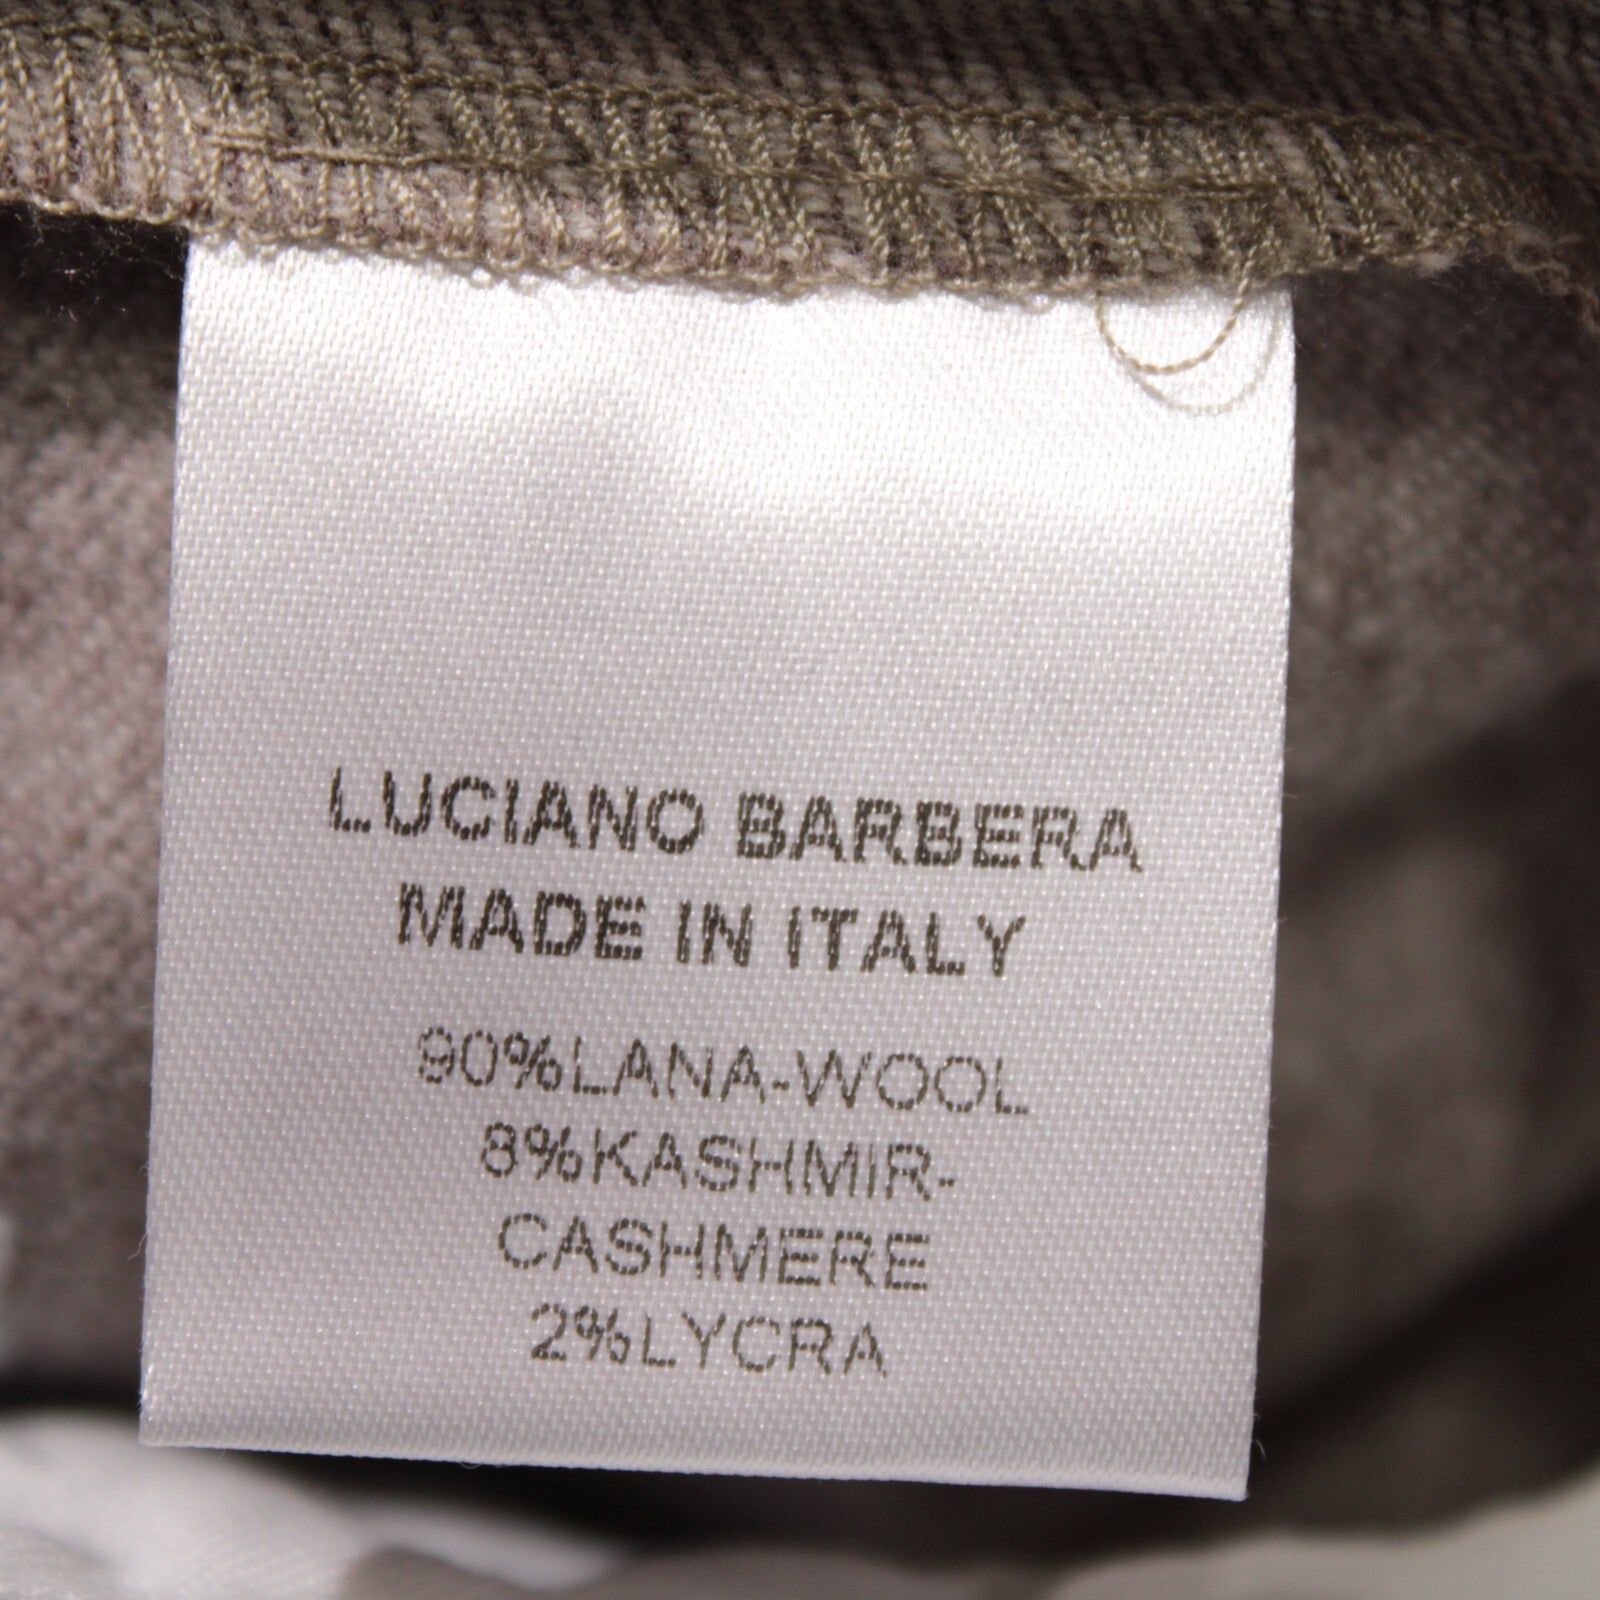 LUCIANO BARBERA
MADE IN ITALY
90%LANA-WOOL
8%KASHMIR-
CASHMERE
2%LYCRA